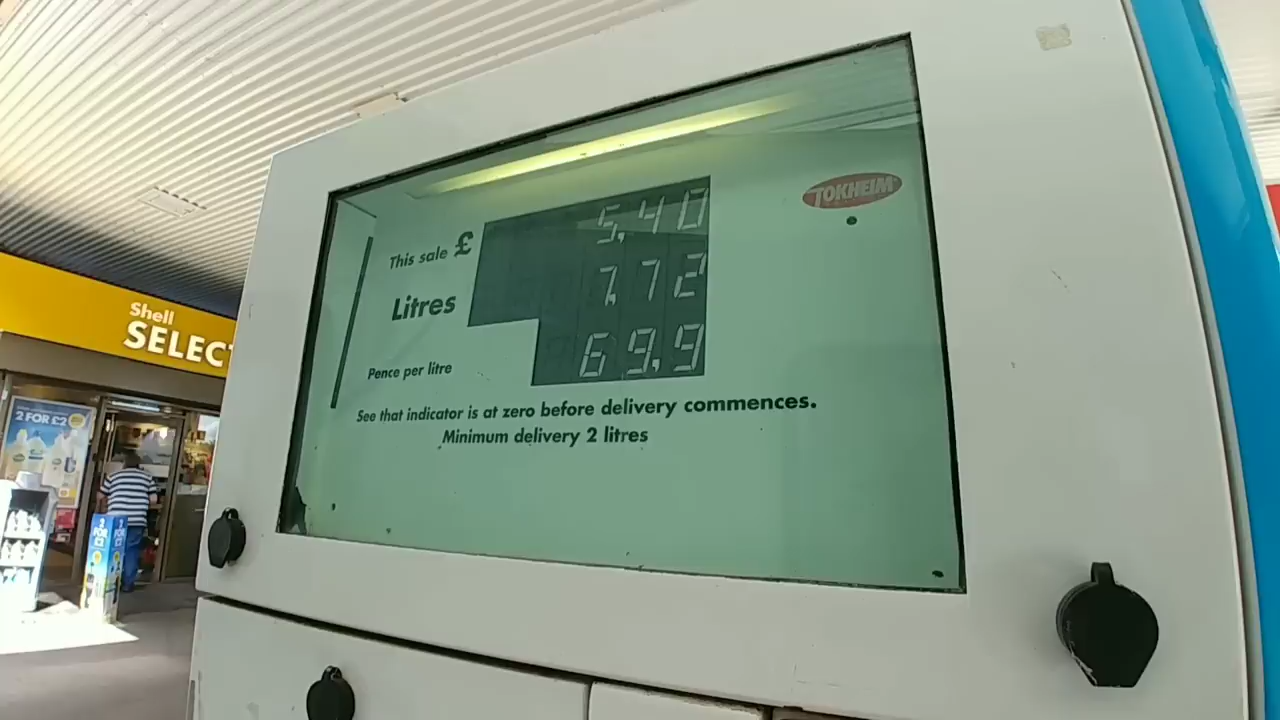 TOKHEIM
This sale £ 5,40
Litres 7,72
Pence per litre 69,9
See that indicator is at zero before delivery commences.
Minimum delivery 2 litres
Shell
SELECT
2 FOR £2